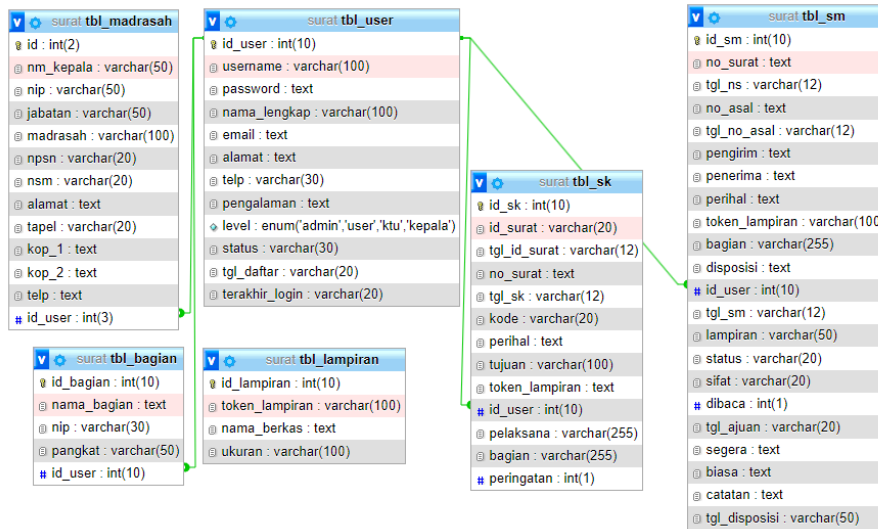 surat tbl_madrasah
id : int(2)
nm_kepala : varchar(50)
nip : varchar(50)
jabatan : varchar(50)
madrasah : varchar(100)
npsn : varchar(20)
nsm : varchar(20)
alamat : text
tapel : varchar(20)
kop_1 : text
kop_2 : text
telp : text
# id_user : int(3)
surat tbl_user
id_user : int(10)
username : varchar(100)
password : text
nama_lengkap : varchar(100)
email : text
alamat : text
telp : varchar(30)
pengalaman : text
level : enum('admin','user','ktu','kepala')
status : varchar(30)
tgl_daftar : varchar(20)
terakhir_login : varchar(20)
surat tbl_bagian
id_bagian : int(10)
nama_bagian : text
nip : varchar(30)
pangkat : varchar(50)
# id_user : int(10)
surat tbl_lampiran
id_lampiran : int(10)
token_lampiran : varchar(100)
nama_berkas : text
ukuran : varchar(100)
surat tbl_sk
id_sk : int(10)
id_surat : varchar(20)
tgl_id_surat : varchar(12)
no_surat : text
tgl_sk : varchar(12)
kode : varchar(20)
perihal : text
tujuan : varchar(100)
token_lampiran : text
# id_user : int(10)
pelaksana : varchar(255)
bagian : varchar(255)
# peringatan : int(1)
surat tbl_sm
id_sm : int(10)
no_surat : text
tgl_ns : varchar(12)
no_asal : text
tgl_no_asal : varchar(12)
pengirim : text
penerima : text
perihal : text
token_lampiran : varchar(100
bagian : varchar(255)
disposisi : text
# id_user : int(10)
tgl_sm : varchar(12)
lampiran : varchar(50)
status : varchar(20)
sifat : varchar(20)
# dibaca : int(1)
tgl_ajuan : varchar(20)
segera : text
biasa : text
catatan : text
tgl_disposisi : varchar(50)